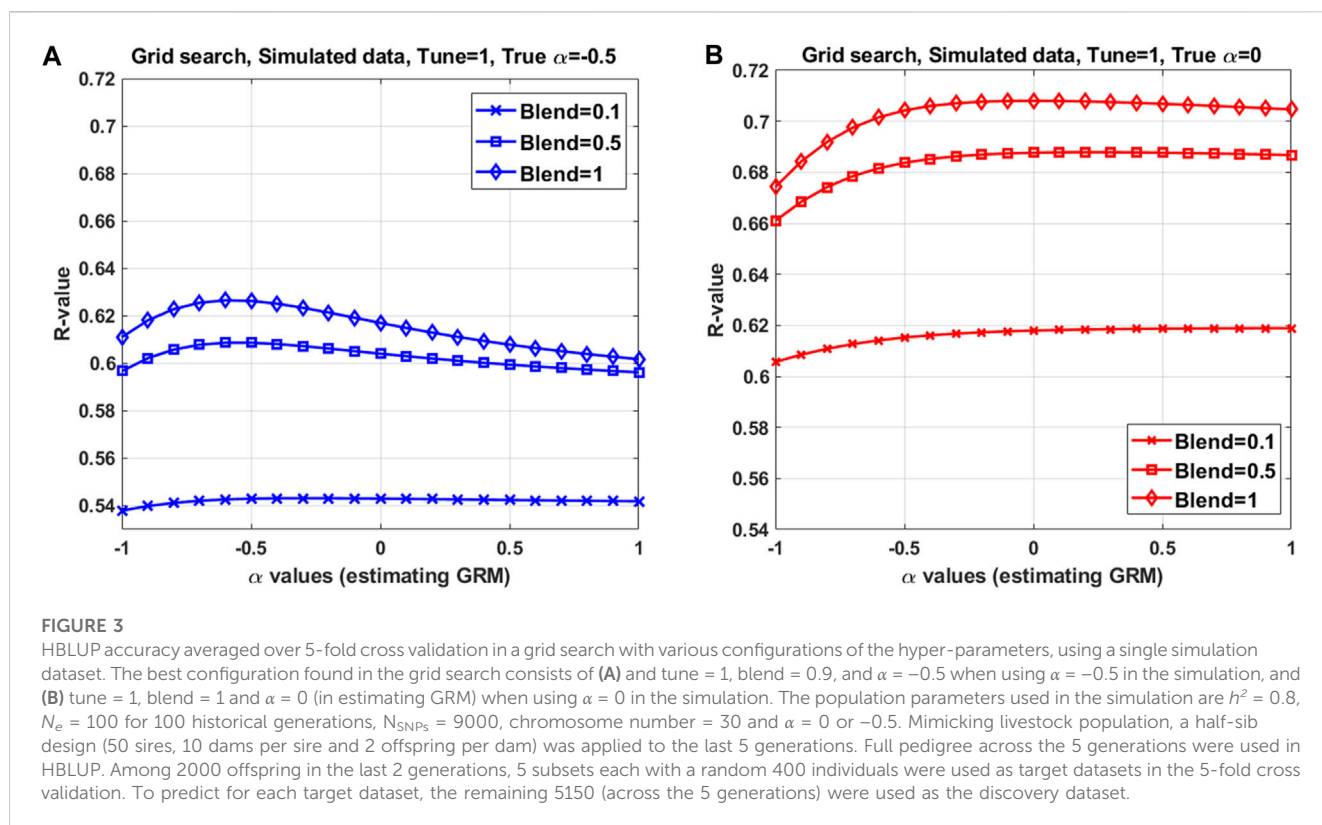 A
Grid search, Simulated data, Tune=1, True α=-0.5
0.72
0.7
0.68
0.66
0.64
0.62
0.6
0.58
0.56
0.54
R-value
Blend=0.1
Blend=0.5
Blend=1
-1
-0.5
0
0.5
1
α values (estimating GRM)
B
Grid search, Simulated data, Tune=1, True α=0
0.72
0.7
0.68
0.66
0.64
0.62
0.6
0.58
0.56
0.54
R-value
Blend=0.1
Blend=0.5
Blend=1
-1
-0.5
0
0.5
1
α values (estimating GRM)
FIGURE 3
HBLUP accuracy averaged over 5-fold cross validation in a grid search with various configurations of the hyper-parameters, using a single simulation
dataset. The best configuration found in the grid search consists of (A) and tune = 1, blend = 0.9, and α = −0.5 when using α = −0.5 in the simulation, and
(B) tune = 1, blend = 1 and α = 0 (in estimating GRM) when using α = 0 in the simulation. The population parameters used in the simulation are h² = 0.8,
Nₑ = 100 for 100 historical generations, N_SNPs = 9000, chromosome number = 30 and α = 0 or −0.5. Mimicking livestock population, a half-sib
design (50 sires, 10 dams per sire and 2 offspring per dam) was applied to the last 5 generations. Full pedigree across the 5 generations were used in
HBLUP. Among 2000 offspring in the last 2 generations, 5 subsets each with a random 400 individuals were used as target datasets in the 5-fold cross
validation. To predict for each target dataset, the remaining 5150 (across the 5 generations) were used as the discovery dataset.